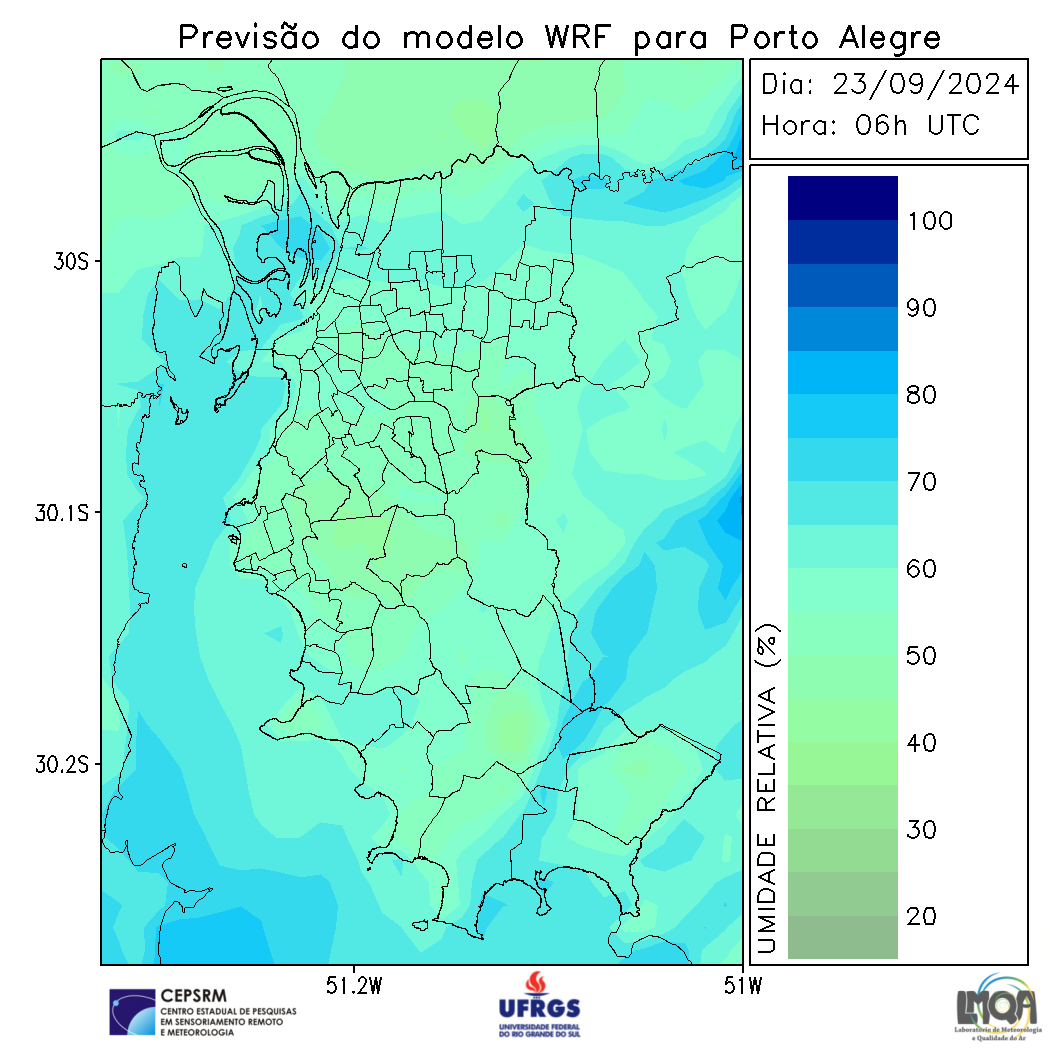 Previsão do modelo WRF para Porto Alegre
Dia: 23/09/2024
Hora: 06h UTC
100
90
80
70
60
50
40
30
20
UMIDADE RELATIVA (%)
30S
30.1S
30.2S
51.2W
51W
CEPSRM
CENTRO ESTADUAL DE PESQUISAS
EM SENSORIAMENTO REMOTO
E METEOROLOGIA
UFRGS
UNIVERSIDADE FEDERAL
DO RIO GRANDE DO SUL
LMQA
Laboratório de Meteorologia
e Qualidade do Ar